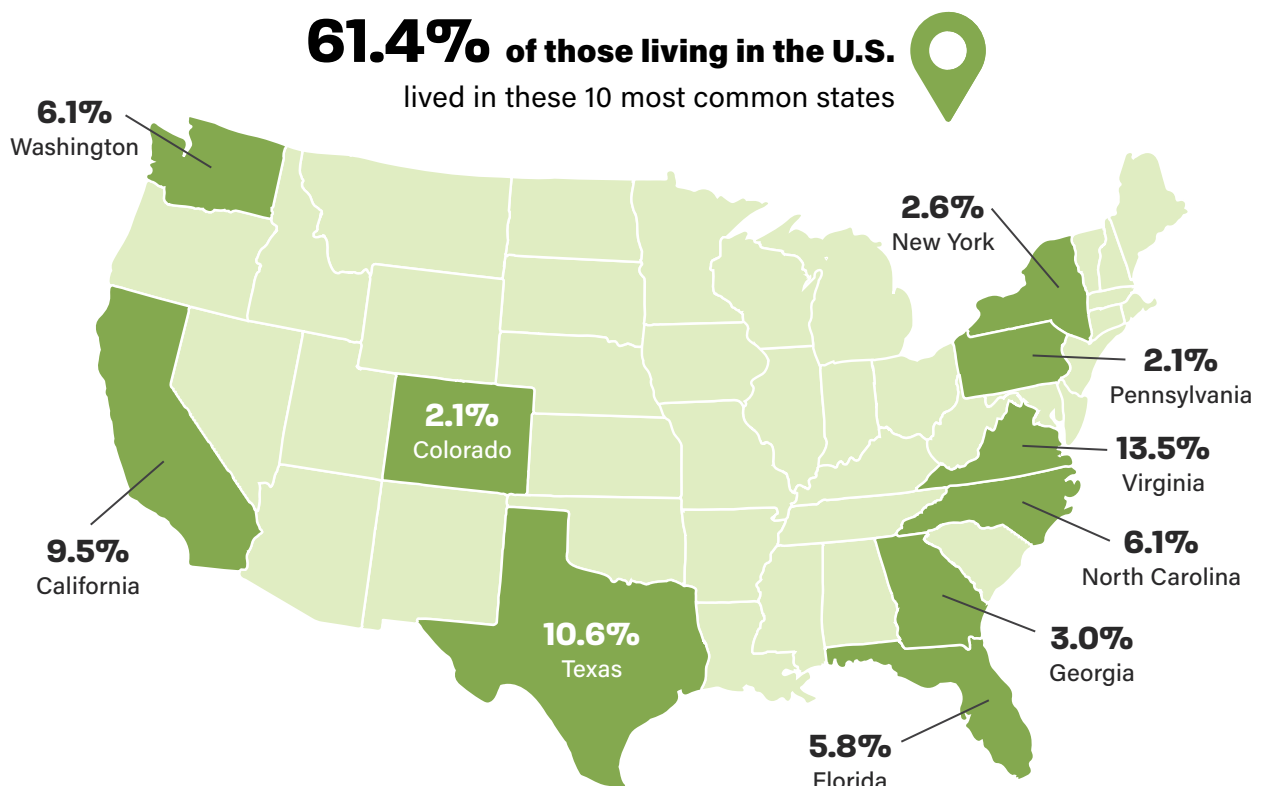 61.4% of those living in the U.S.
lived in these 10 most common states
6.1%
Washington
2.6%
New York
2.1%
Pennsylvania
2.1%
Colorado
13.5%
Virginia
9.5%
California
6.1%
North Carolina
10.6%
Texas
3.0%
Georgia
5.8%
Florida